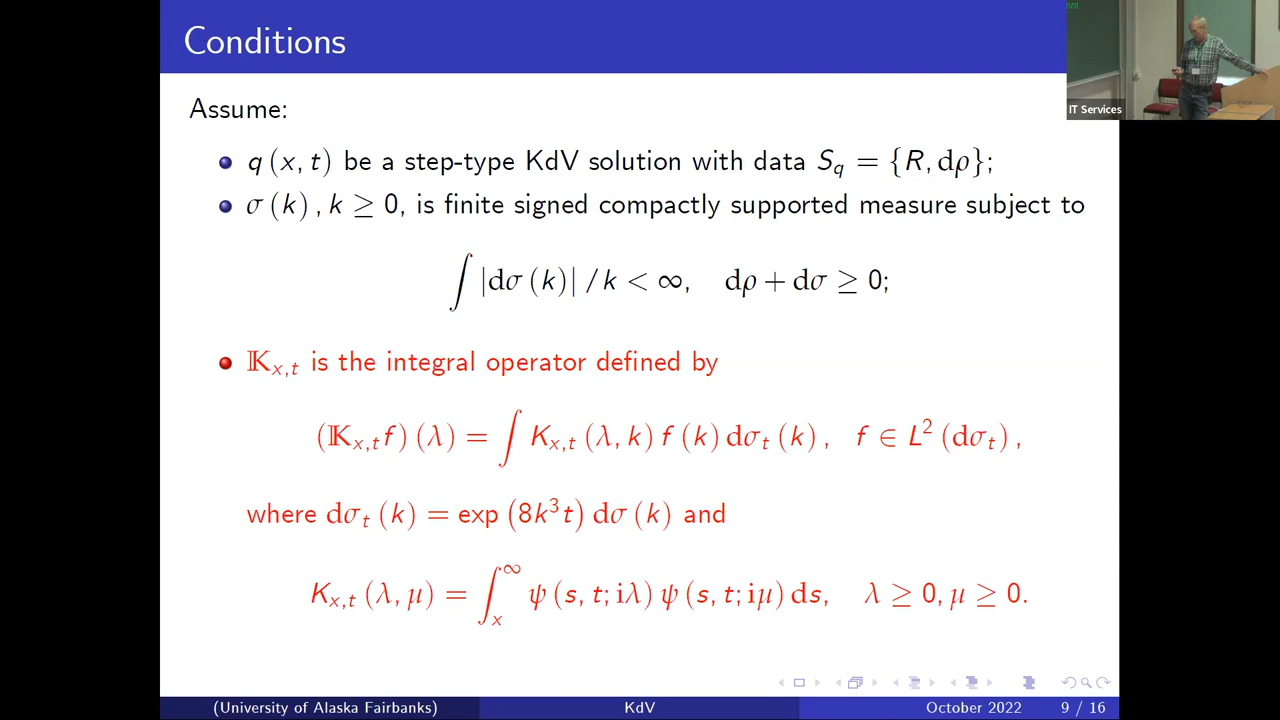 Conditions
IT Services
Assume:
q (x, t) be a step-type KdV solution with data S_q = {R, dρ};
σ (k) , k ≥ 0, is finite signed compactly supported measure subject to
∫ |dσ (k)| / k < ∞, dρ + dσ ≥ 0;
𝕂_{x,t} is the integral operator defined by
(𝕂_{x,t} f) (λ) = ∫ K_{x,t} (λ, k) f (k) dσ_t (k) , f ∈ L² (dσ_t) ,
where dσ_t (k) = exp (8k³t) dσ (k) and
K_{x,t} (λ, μ) = ∫_x^∞ ψ (s, t; iλ) ψ (s, t; iμ) ds, λ ≥ 0, μ ≥ 0.
(University of Alaska Fairbanks) KdV October 2022 9 / 16